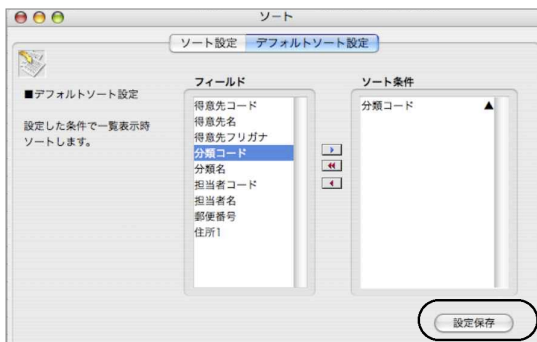 ソート
ソート設定
デフォルトソート設定
■デフォルトソート設定
設定した条件で一覧表示時
ソートします。
フィールド
得意先コード
得意先名
得意先フリガナ
分類コード
分類名
担当者コード
担当者名
郵便番号
住所1
ソート条件
分類コード ▲
設定保存